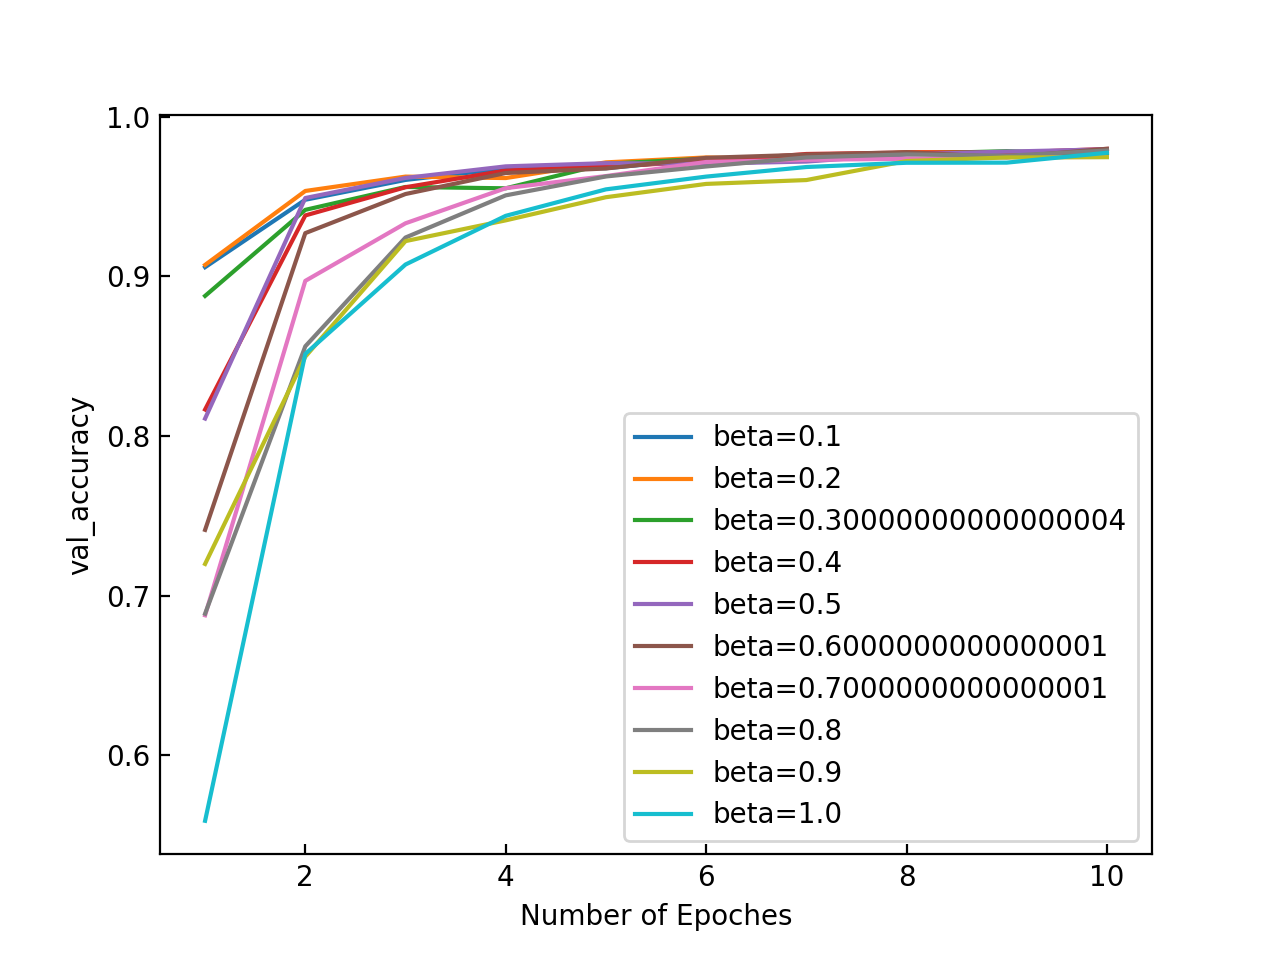 1.0
0.9
0.8
0.7
0.6
val_accuracy
beta=0.1
beta=0.2
beta=0.30000000000000004
beta=0.4
beta=0.5
beta=0.6000000000000001
beta=0.7000000000000001
beta=0.8
beta=0.9
beta=1.0
2 4 6 8 10
Number of Epoches